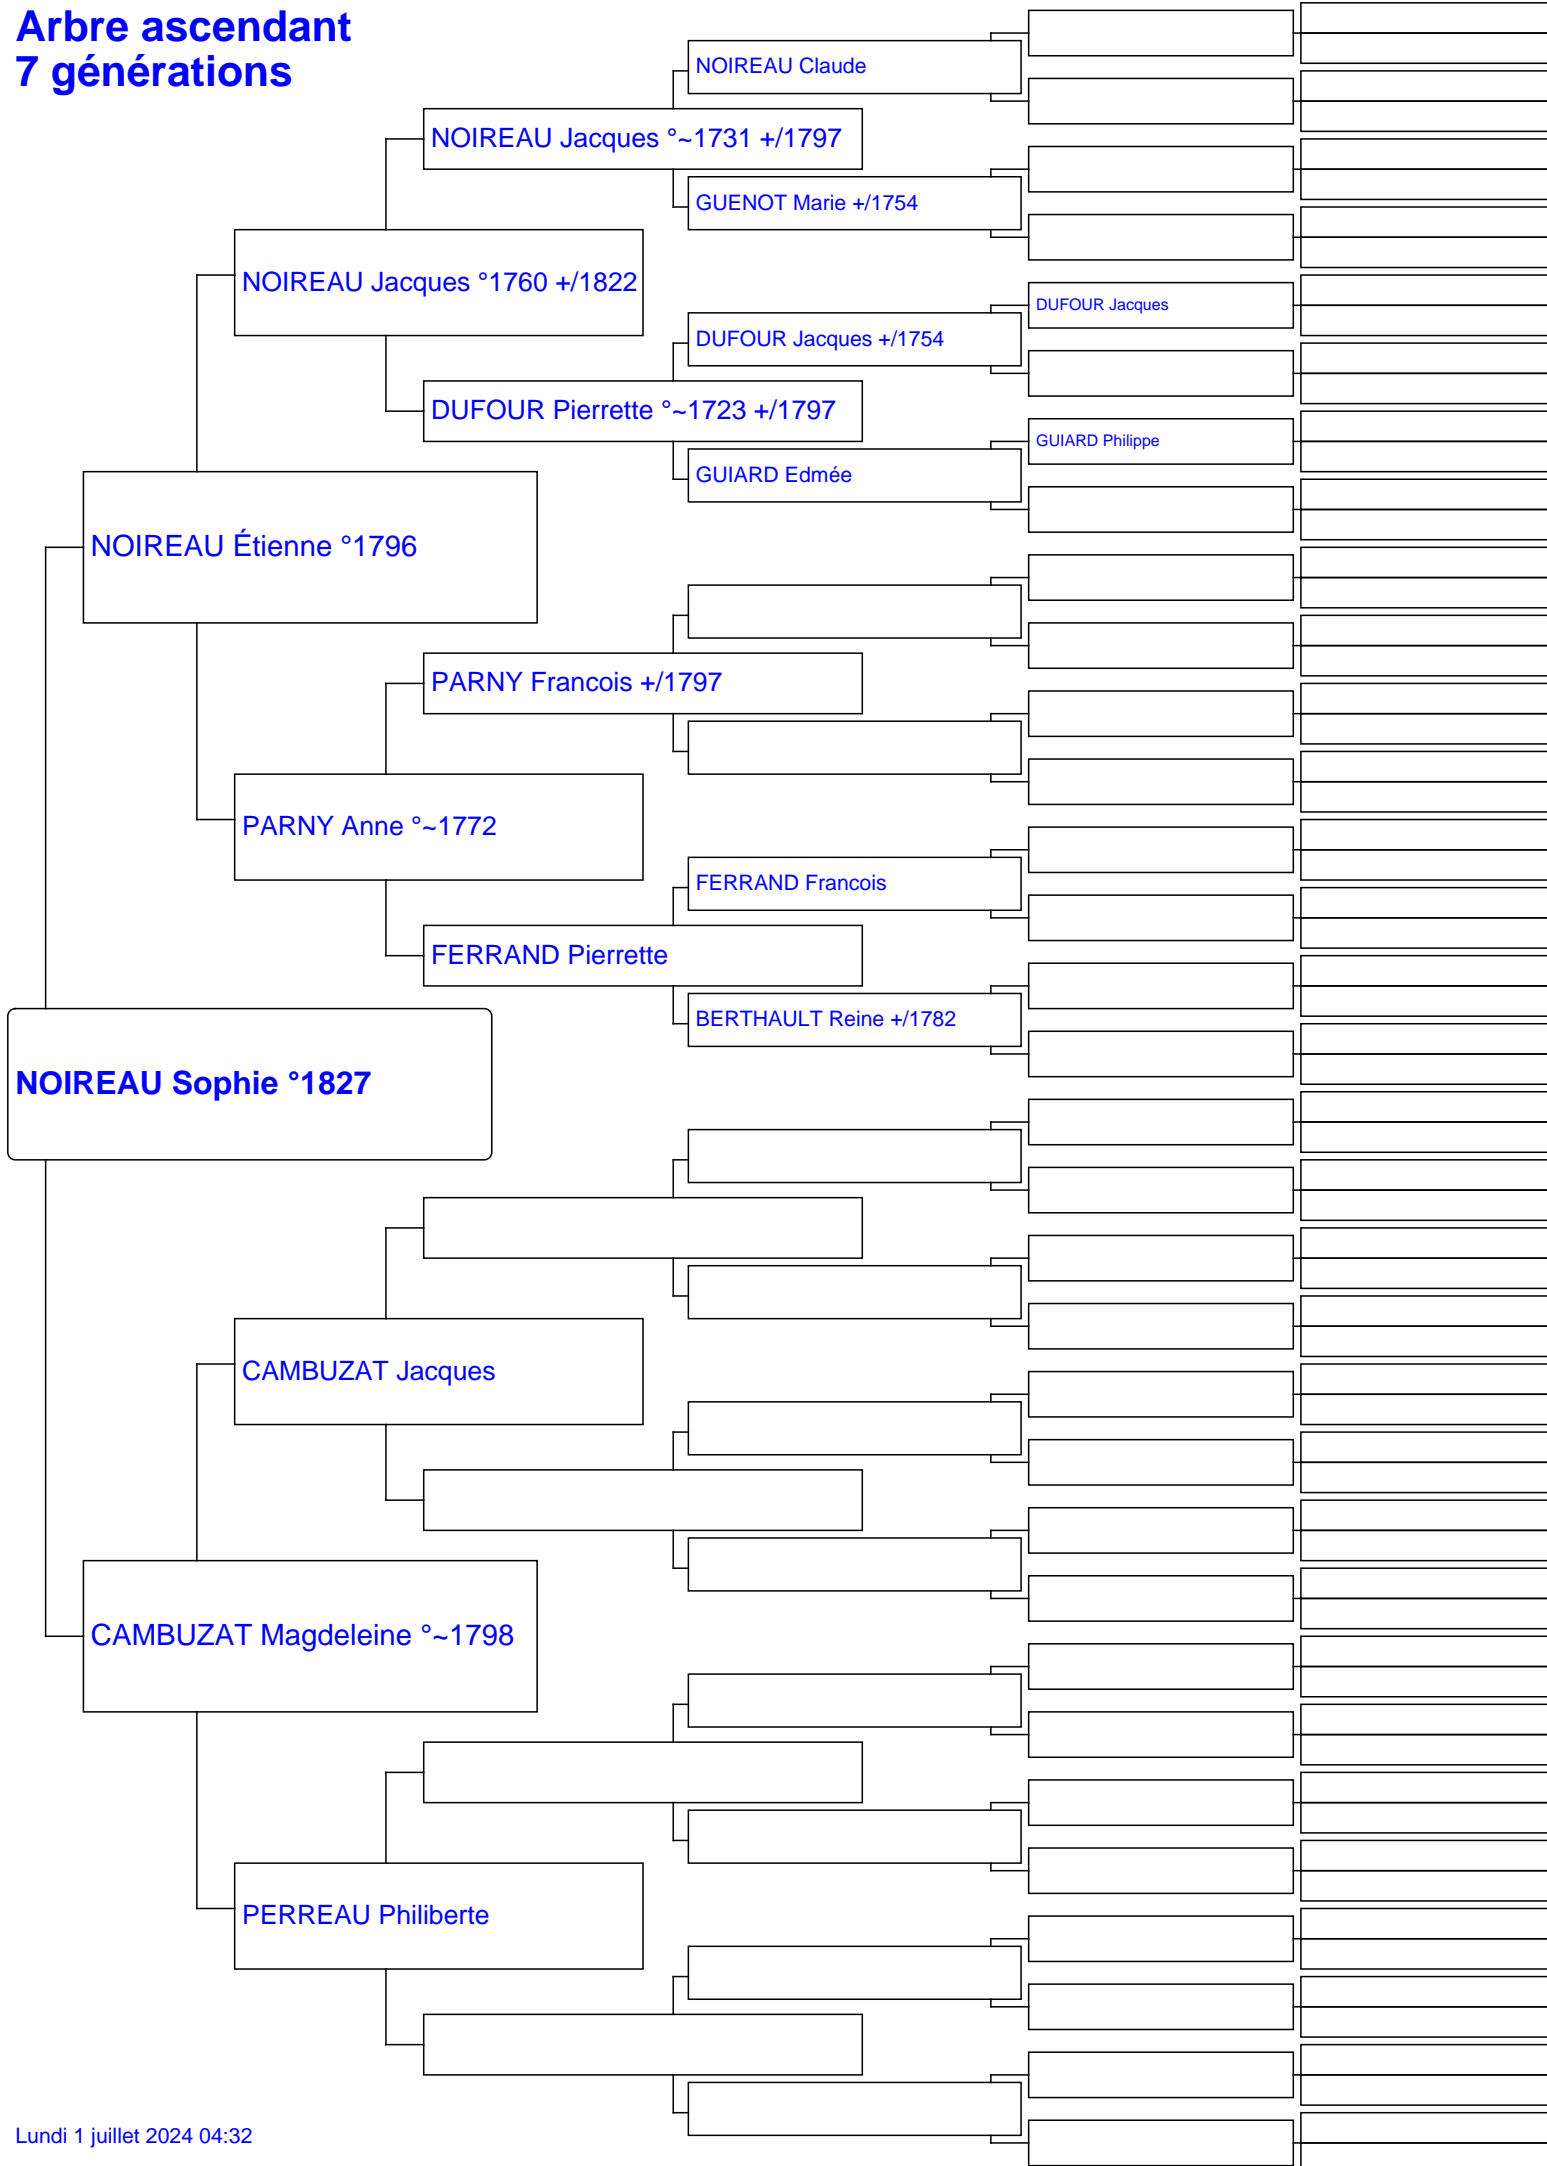 Arbre ascendant
7 générations
NOIREAU Claude
NOIREAU Jacques °~1731 +/1797
GUENOT Marie +/1754
NOIREAU Jacques °1760 +/1822
DUFOUR Jacques
DUFOUR Jacques +/1754
DUFOUR Pierrette °~1723 +/1797
GUIARD Philippe
GUIARD Edmée
NOIREAU Étienne °1796
PARNY Francois +/1797
PARNY Anne °~1772
FERRAND Francois
FERRAND Pierrette
BERTHAULT Reine +/1782
NOIREAU Sophie °1827
CAMBUZAT Jacques
CAMBUZAT Magdeleine °~1798
PERREAU Philiberte
Lundi 1 juillet 2024 04:32